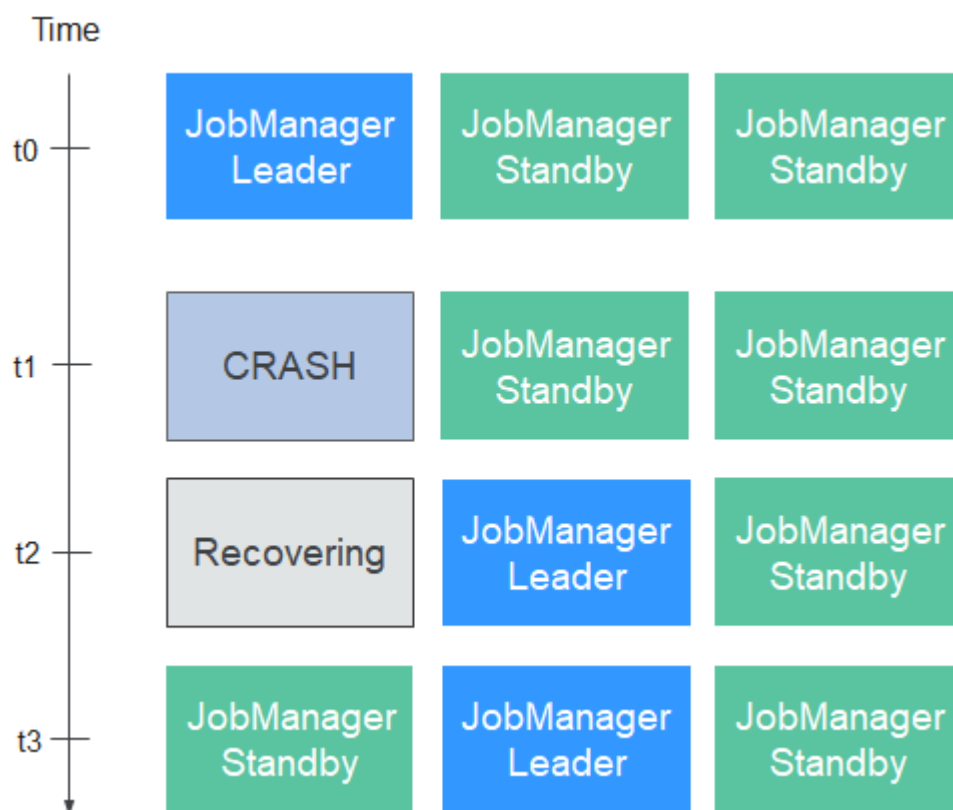 Time
t0
JobManager
Leader
JobManager
Standby
JobManager
Standby
t1
CRASH
JobManager
Standby
JobManager
Standby
t2
Recovering
JobManager
Leader
JobManager
Standby
t3
JobManager
Standby
JobManager
Leader
JobManager
Standby